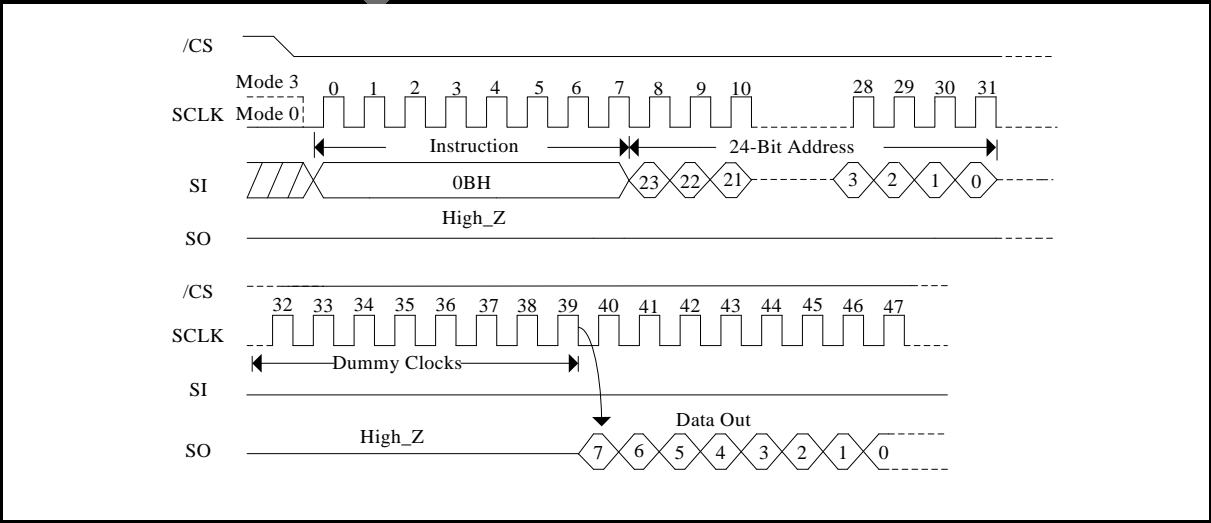 /CS
Mode 3 0 1 2 3 4 5 6 7 8 9 10 28 29 30 31
SCLK Mode 0
Instruction 24-Bit Address
SI 0BH 23 22 21 3 2 1 0
High_Z
SO
/CS
32 33 34 35 36 37 38 39 40 41 42 43 44 45 46 47
SCLK
Dummy Clocks
SI
Data Out
High_Z
SO 7 6 5 4 3 2 1 0